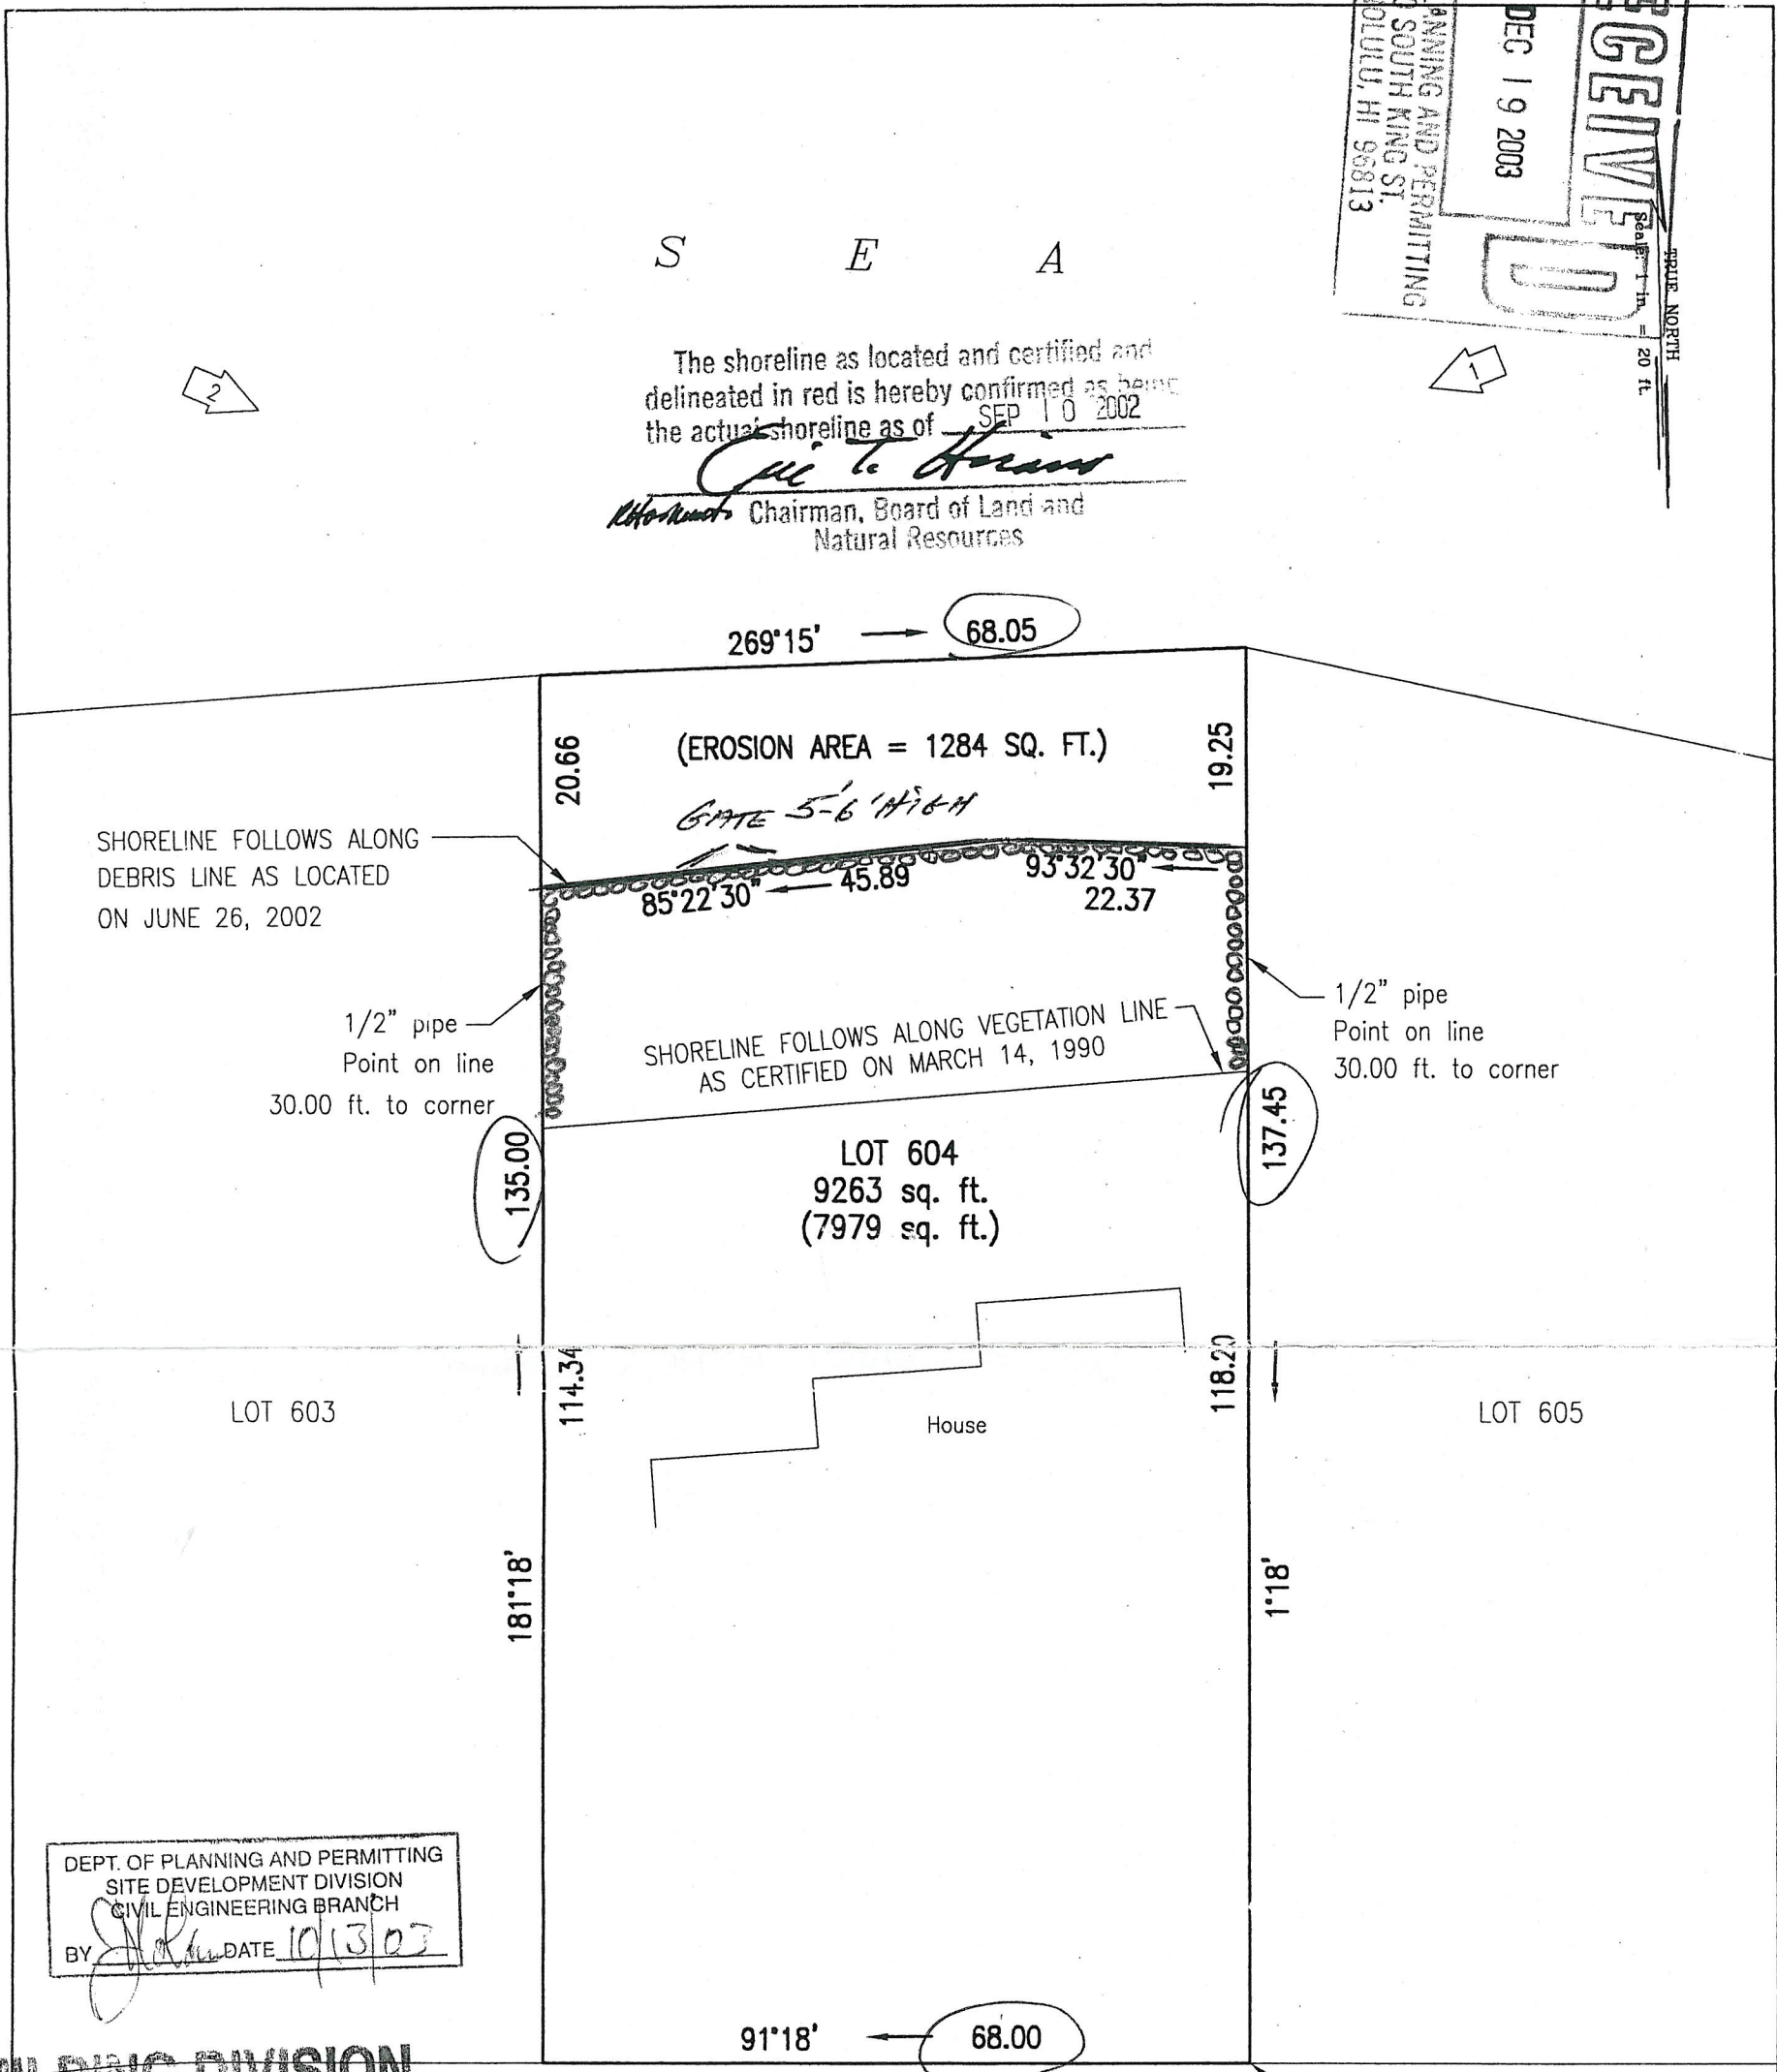 DEC 19 2003
ANNING AND PERMITTING
SOUTH KING ST.
HI 96813
TRUE NORTH
Scale: 1 in. = 20 ft.
S E A
2
1
The shoreline as located and certified and
delineated in red is hereby confirmed as being
the actual shoreline as of SEP 10 2002
Chairman, Board of Land and
Natural Resources
269°15' 68.05
20.66
(EROSION AREA = 1284 SQ. FT.)
19.25
GATE 5'-6' HIGH
SHORELINE FOLLOWS ALONG
DEBRIS LINE AS LOCATED
ON JUNE 26, 2002
85°22'30" 45.89
93°32'30"
22.37
1/2" pipe
Point on line
30.00 ft. to corner
SHORELINE FOLLOWS ALONG VEGETATION LINE
AS CERTIFIED ON MARCH 14, 1990
1/2" pipe
Point on line
30.00 ft. to corner
135.00
137.45
LOT 604
9263 sq. ft.
(7979 sq. ft.)
114.34
118.20
LOT 603
House
LOT 605
181°18'
1°18'
DEPT. OF PLANNING AND PERMITTING
SITE DEVELOPMENT DIVISION
CIVIL ENGINEERING BRANCH
BY DATE 10/13/03
91°18' 68.00
DIVISION